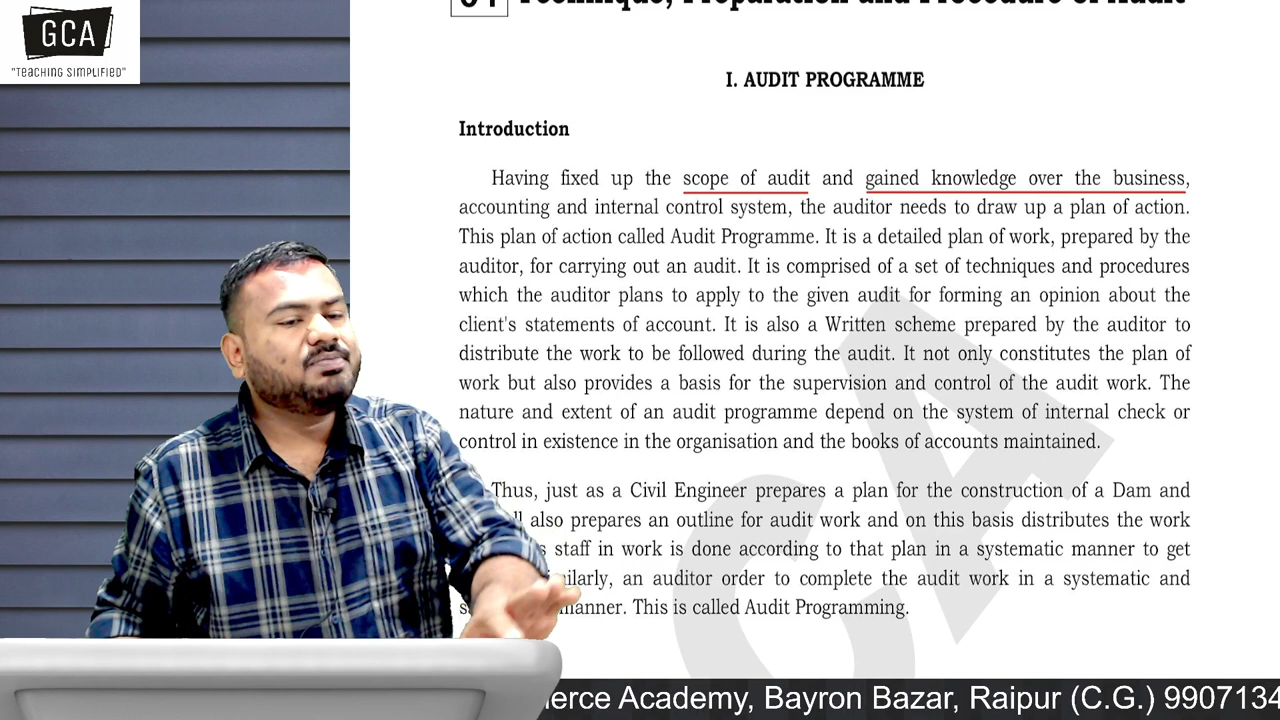 GCA
"TEACHING SIMPLIFIED"
Technique, Preparation and Procedure of Audit
I. AUDIT PROGRAMME
Introduction
Having fixed up the scope of audit and gained knowledge over the business,
accounting and internal control system, the auditor needs to draw up a plan of action.
This plan of action called Audit Programme. It is a detailed plan of work, prepared by the
auditor, for carrying out an audit. It is comprised of a set of techniques and procedures
which the auditor plans to apply to the given audit for forming an opinion about the
client's statements of account. It is also a Written scheme prepared by the auditor to
distribute the work to be followed during the audit. It not only constitutes the plan of
work but also provides a basis for the supervision and control of the audit work. The
nature and extent of an audit programme depend on the system of internal check or
control in existence in the organisation and the books of accounts maintained.
Thus, just as a Civil Engineer prepares a plan for the construction of a Dam and
also prepares an outline for audit work and on this basis distributes the work
staff in work is done according to that plan in a systematic manner to get
an auditor order to complete the audit work in a systematic and
manner. This is called Audit Programming.
Academy, Bayron Bazar, Raipur (C.G.) 9907134